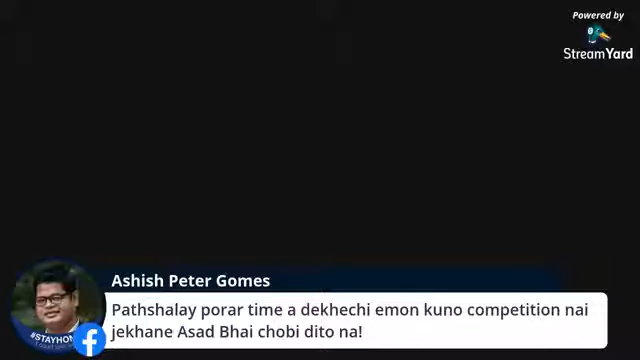 Powered by
StreamYard
Ashish Peter Gomes
Pathshalay porar time a dekhechi emon kuno competition nai
jekhane Asad Bhai chobi dito na!
#STAYHOM